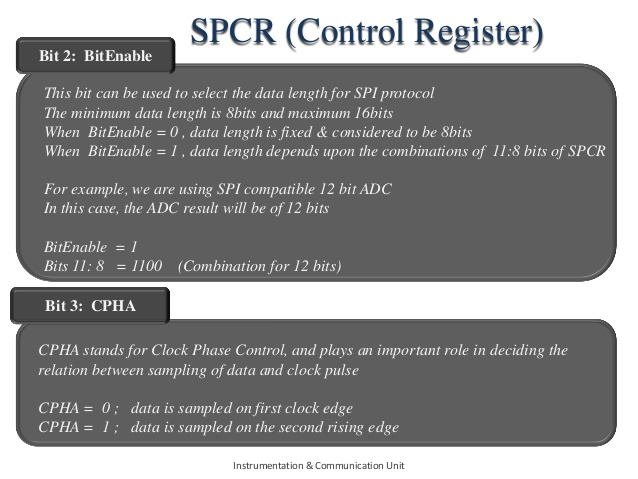 SPCR (Control Register)
Bit 2: BitEnable
This bit can be used to select the data length for SPI protocol
The minimum data length is 8bits and maximum 16bits
When BitEnable = 0 , data length is fixed & considered to be 8bits
When BitEnable = 1 , data length depends upon the combinations of 11:8 bits of SPCR
For example, we are using SPI compatible 12 bit ADC
In this case, the ADC result will be of 12 bits
BitEnable = 1
Bits 11: 8 = 1100 (Combination for 12 bits)
Bit 3: CPHA
CPHA stands for Clock Phase Control, and plays an important role in deciding the
relation between sampling of data and clock pulse
CPHA = 0 ; data is sampled on first clock edge
CPHA = 1 ; data is sampled on the second rising edge
Instrumentation & Communication Unit